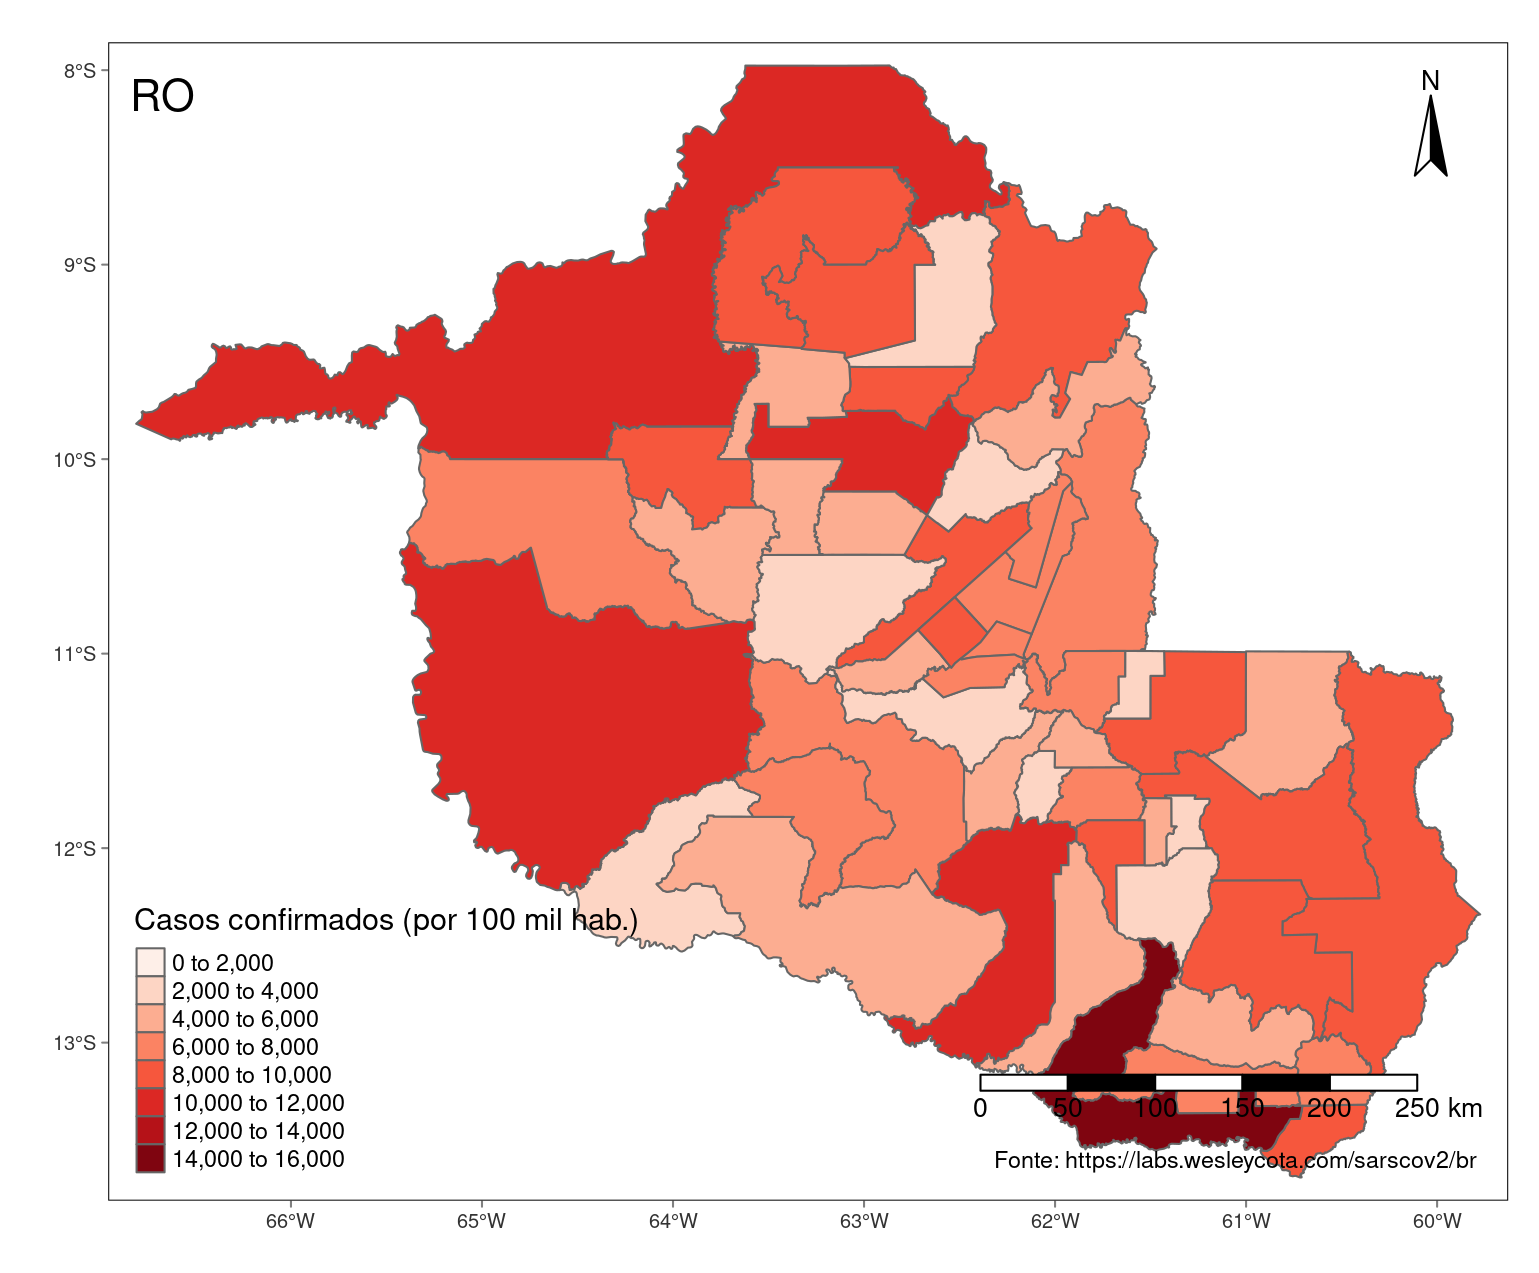 RO
N
8°S
9°S
10°S
11°S
12°S
13°S
Casos confirmados (por 100 mil hab.)
0 to 2,000
2,000 to 4,000
4,000 to 6,000
6,000 to 8,000
8,000 to 10,000
10,000 to 12,000
12,000 to 14,000
14,000 to 16,000
0 50 100 150 200 250 km
Fonte: https://labs.wesleycota.com/sarscov2/br
66°W 65°W 64°W 63°W 62°W 61°W 60°W